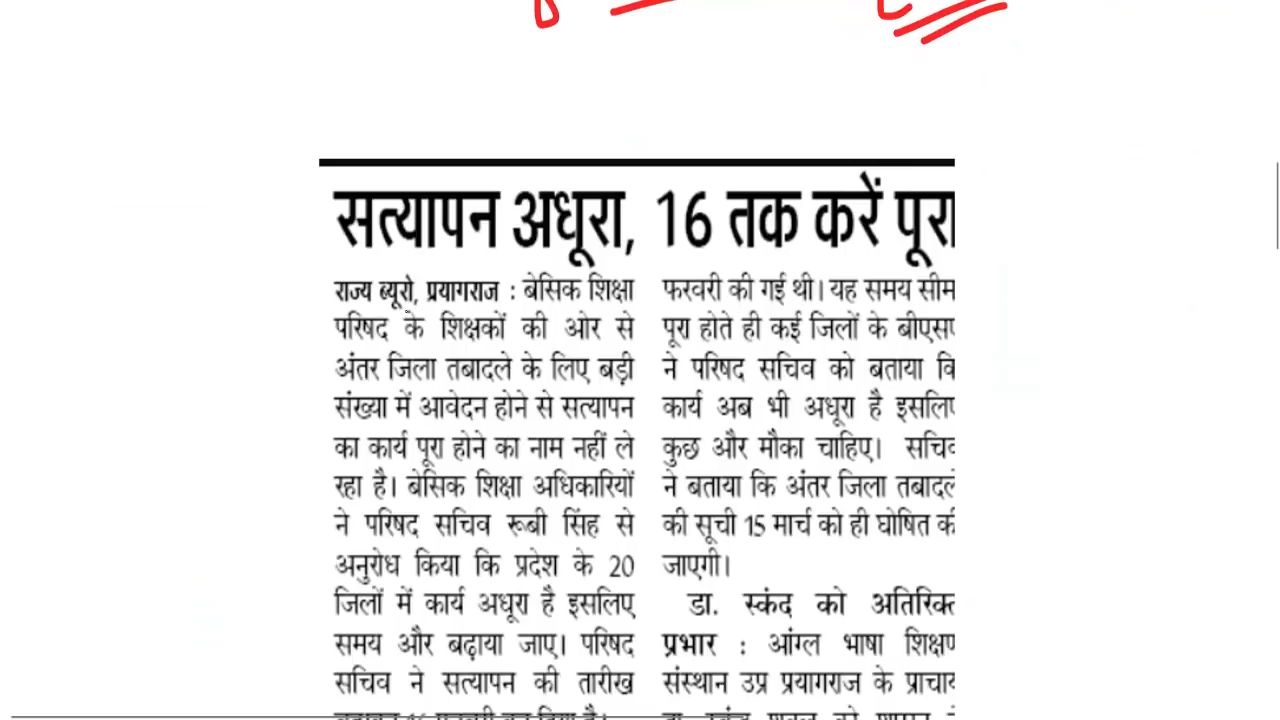 सत्यापन अधूरा, 16 तक करें पूरा
राज्य ब्यूरो, प्रयागराज : बेसिक शिक्षा
परिषद के शिक्षकों की ओर से
अंतर जिला तबादले के लिए बड़ी
संख्या में आवेदन होने से सत्यापन
का कार्य पूरा होने का नाम नहीं ले
रहा है। बेसिक शिक्षा अधिकारियों
ने परिषद सचिव रूबी सिंह से
अनुरोध किया कि प्रदेश के 20
जिलों में कार्य अधूरा है इसलिए
समय और बढ़ाया जाए। परिषद
सचिव ने सत्यापन की तारीख
फरवरी की गई थी। यह समय सीम
पूरा होते ही कई जिलों के बीएसए
ने परिषद सचिव को बताया कि
कार्य अब भी अधूरा है इसलिए
कुछ और मौका चाहिए। सचिव
ने बताया कि अंतर जिला तबादले
की सूची 15 मार्च को ही घोषित की
जाएगी।
डा. स्कंद को अतिरिक्त
प्रभार : आंग्ल भाषा शिक्षण
संस्थान उप्र प्रयागराज के प्राचार्य